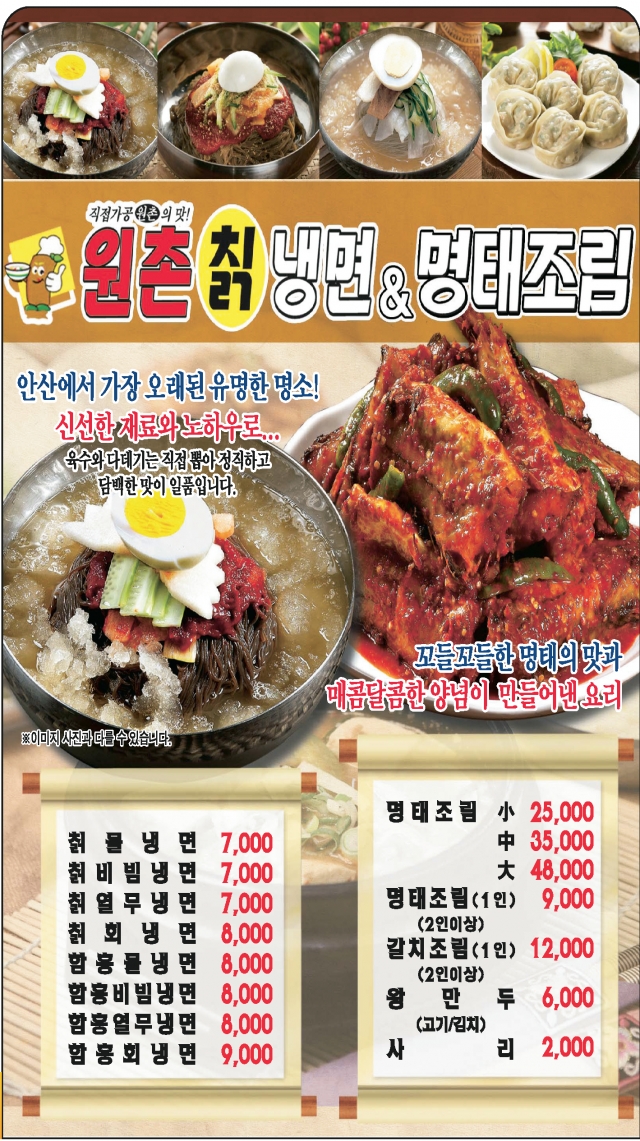 직접가공 원촌의 맛!
원촌 칡 냉면 & 명태조림
안산에서 가장 오래된 유명한 명소!
신선한 재료와 노하우로...
육수와 다데기는 직접 뽑아 정직하고
담백한 맛이 일품입니다.
꼬들꼬들한 명태의 맛과
매콤달콤한 양념이 만들어낸 요리
※이미지 사진과 다를 수 있습니다.
칡 물 냉 면 7,000
칡 비 빔 냉 면 7,000
칡 열 무 냉 면 7,000
칡 회 냉 면 8,000
함 흥 물 냉 면 8,000
함흥비빔냉면 8,000
함흥열무냉면 8,000
함 흥 회 냉 면 9,000
명 태 조 림 小 25,000
中 35,000
大 48,000
명태조림(1인) 9,000
(2인이상)
갈치조림(1인) 12,000
(2인이상)
왕 만 두 6,000
(고기/김치)
사 리 2,000